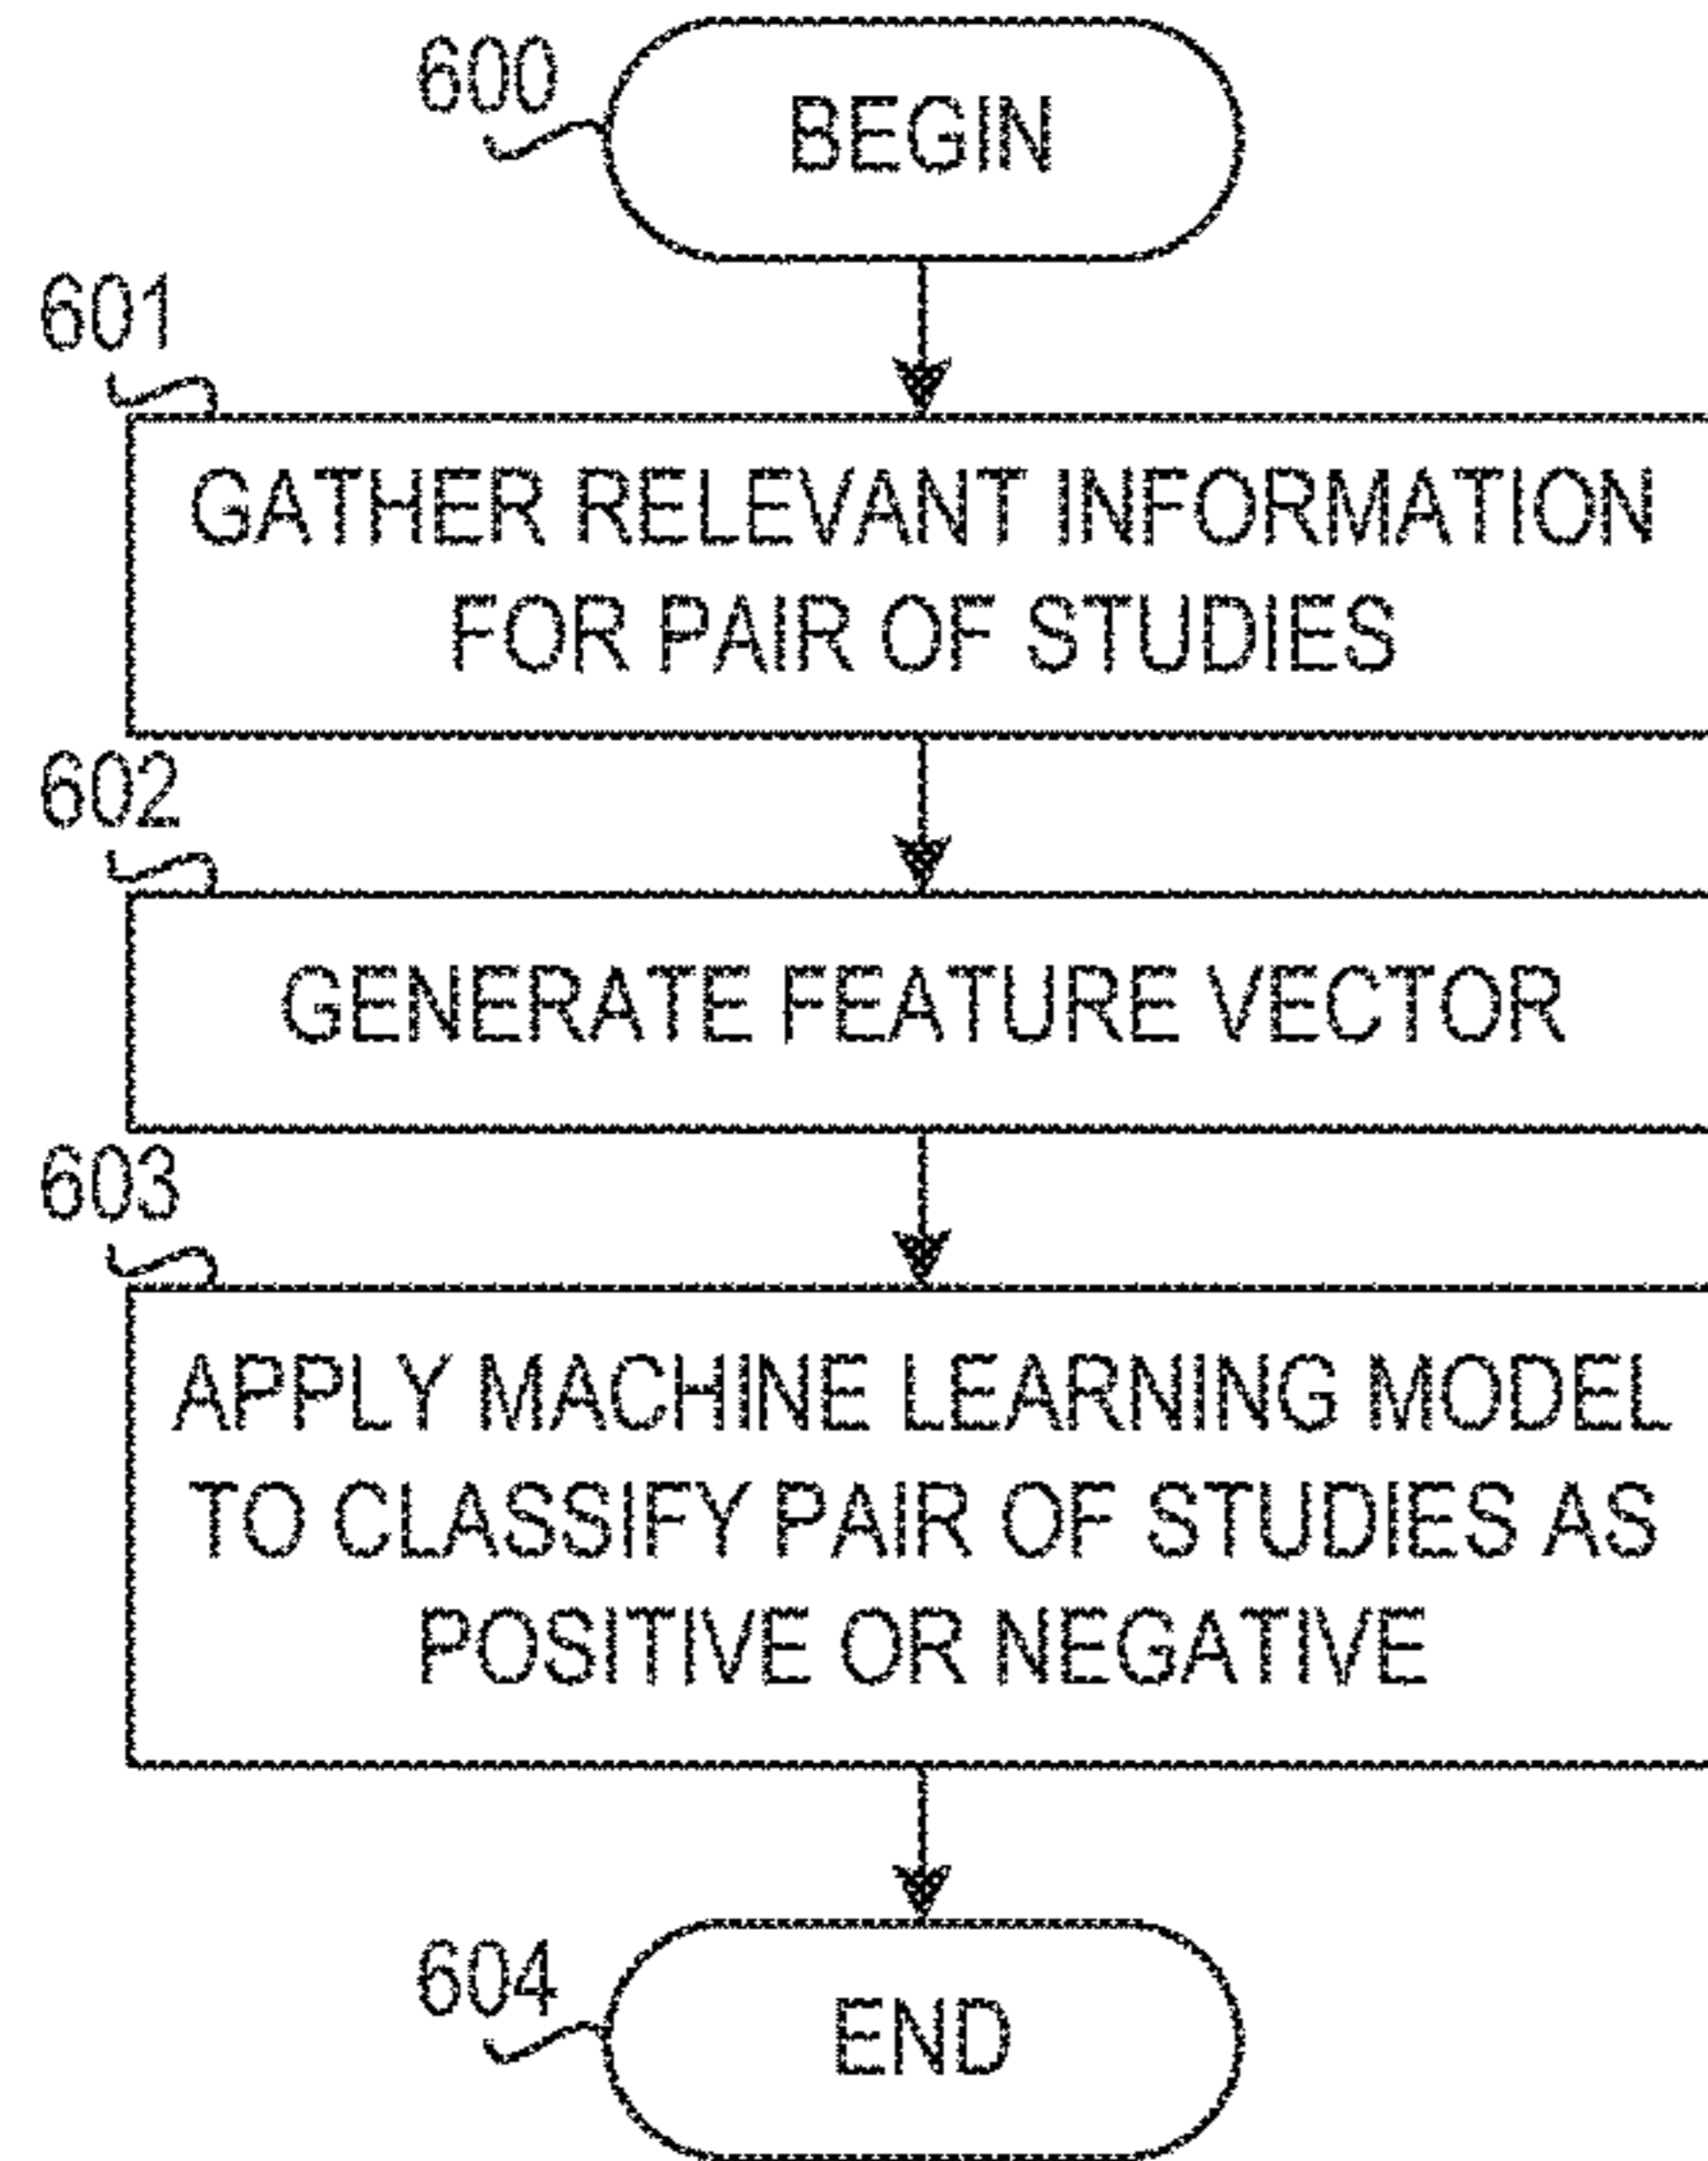 600
BEGIN
601
GATHER RELEVANT INFORMATION
FOR PAIR OF STUDIES
602
GENERATE FEATURE VECTOR
603
APPLY MACHINE LEARNING MODEL
TO CLASSIFY PAIR OF STUDIES AS
POSITIVE OR NEGATIVE
604
END